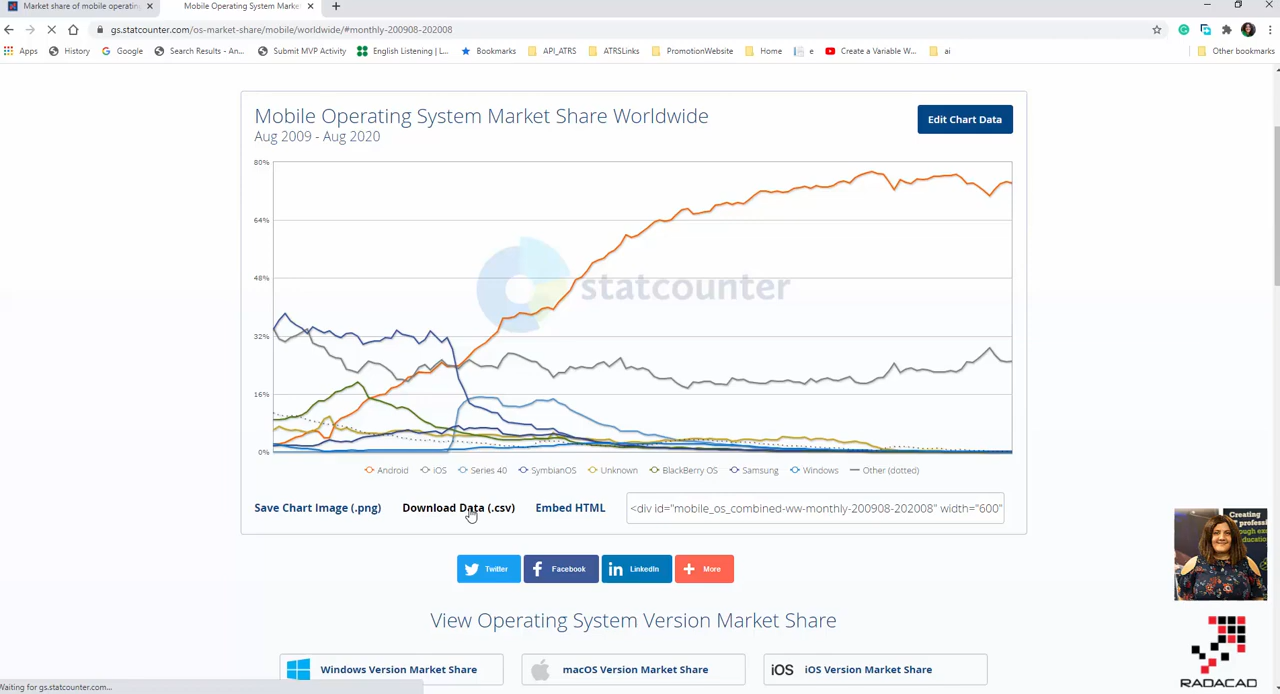 Market share of mobile operating
Mobile Operating System Market
gs.statcounter.com/os-market-share/mobile/worldwide/#monthly-200908-202008
Apps History Google Search Results - An... Submit MVP Activity English Listening | L... Bookmarks API_ATRS ATRSLinks PromotionWebsite Home e Create a Variable W... ai Other bookmarks
Mobile Operating System Market Share Worldwide
Edit Chart Data
Aug 2009 - Aug 2020
80%
64%
statcounter
48%
32%
16%
0%
Android iOS Series 40 SymbianOS Unknown BlackBerry OS Samsung Windows Other (dotted)
Save Chart Image (.png) Download Data (.csv) Embed HTML <div id="mobile_os_combined-ww-monthly-200908-202008" width="600"
Twitter Facebook LinkedIn More
View Operating System Version Market Share
Windows Version Market Share macOS Version Market Share iOS iOS Version Market Share
Waiting for gs.statcounter.com...
RADACAD